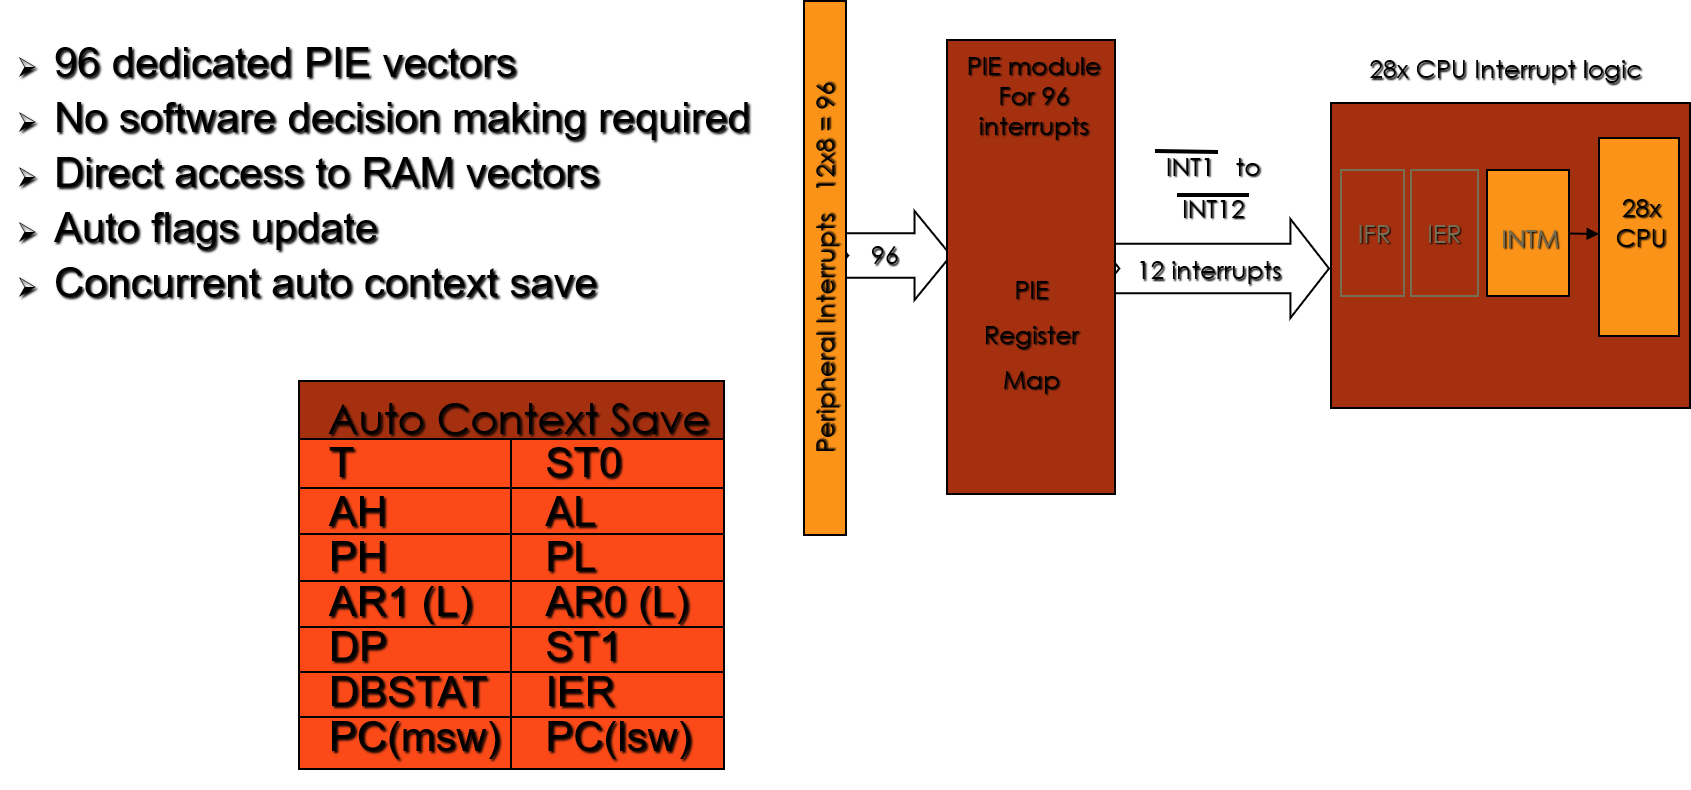 96 dedicated PIE vectors
No software decision making required
Direct access to RAM vectors
Auto flags update
Concurrent auto context save
Auto Context Save
T ST0
AH AL
PH PL
AR1 (L) AR0 (L)
DP ST1
DBSTAT IER
PC(msw) PC(lsw)
Peripheral Interrupts 12x8 = 96
96
PIE module
For 96
interrupts
PIE
Register
Map
INT1 to
INT12
12 interrupts
28x CPU Interrupt logic
IFR
IER
INTM
28x
CPU